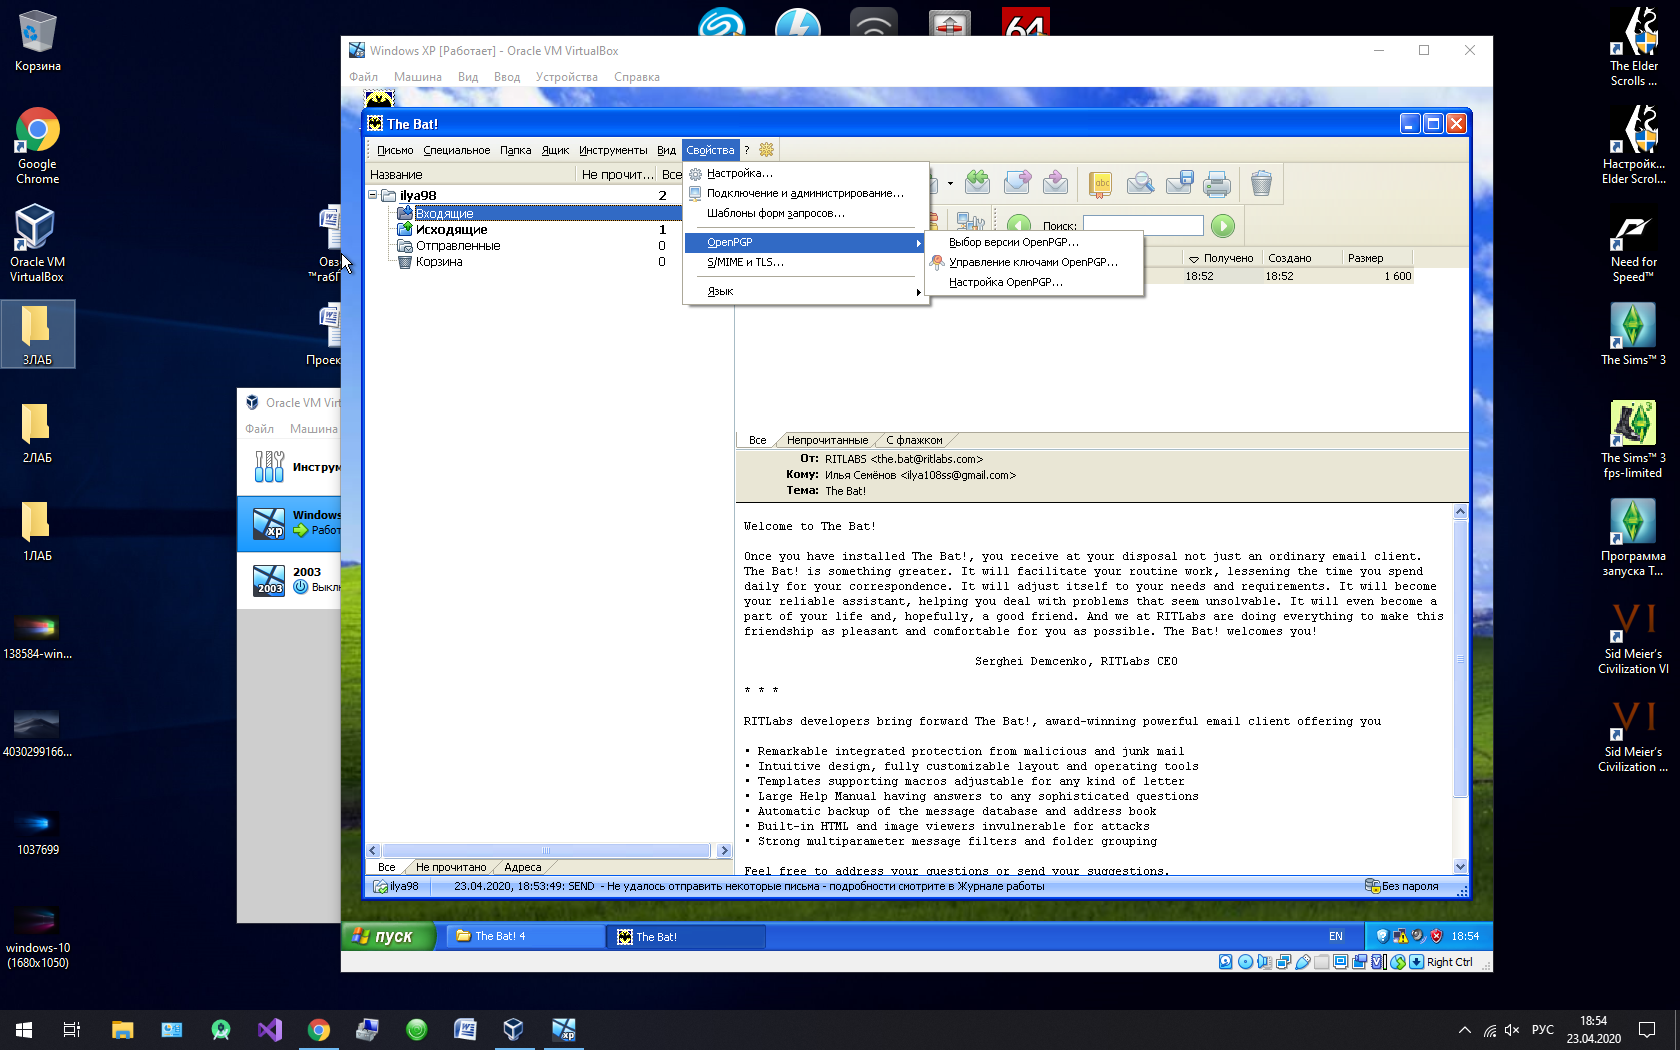 Корзина
Google
Chrome
Oracle VM
VirtualBox
3ЛАБ
2ЛАБ
1ЛАБ
138584-win...
4030299166...
1037699
windows-10
(1680x1050)
Проек
64
Windows XP [Работает] - Oracle VM VirtualBox
Файл Машина Вид Ввод Устройства Справка
The Bat!
Письмо Специальное Папка Ящик Инструменты Вид Свойства ?
Название Не прочит... Все
ilya98 2
Входящие
Исходящие 1
Отправленные 0
Корзина 0
Настройка...
Подключение и администрирование...
Шаблоны форм запросов...
OpenPGP
S/MIME и TLS...
Язык
Выбор версии OpenPGP...
Управление ключами OpenPGP...
Настройка OpenPGP...
abc
Поиск:
Получено Создано Размер
18:52 18:52 1 600
Все Непрочитанные С флажком
От: RITLABS <the.bat@ritlabs.com>
Кому: Илья Семёнов <ilya108ss@gmail.com>
Тема: The Bat!
Welcome to The Bat!
Once you have installed The Bat!, you receive at your disposal not just an ordinary email client.
The Bat! is something greater. It will facilitate your routine work, lessening the time you spend
daily for your correspondence. It will adjust itself to your needs and requirements. It will become
your reliable assistant, helping you deal with problems that seem unsolvable. It will even become a
part of your life and, hopefully, a good friend. And we at RITLabs are doing everything to make this
friendship as pleasant and comfortable for you as possible. The Bat! welcomes you!
Serghei Demcenko, RITLabs CEO
* * *
RITLabs developers bring forward The Bat!, award-winning powerful email client offering you
• Remarkable integrated protection from malicious and junk mail
• Intuitive design, fully customizable layout and operating tools
• Templates supporting macros adjustable for any kind of letter
• Large Help Manual having answers to any sophisticated questions
• Automatic backup of the message database and address book
• Built-in HTML and image viewers invulnerable for attacks
• Strong multiparameter message filters and folder grouping
Feel free to address your questions or send your suggestions.
Все Не прочитано Адреса
ilya98 23.04.2020, 18:53:49: SEND - Не удалось отправить некоторые письма - подробности смотрите в Журнале работы Без пароля
пуск The Bat! 4 The Bat! EN 18:54
Right Ctrl
Oracle VM Virt
Файл Машина
Инструм
Windows
xp Работ
2003
2003 Выкл
The Elder
Scrolls ...
Настройк...
Elder Scrol...
Need for
Speed™
The Sims™ 3
The Sims™ 3
fps-limited
Программа
запуска T...
VI
Sid Meier's
Civilization VI
VI
Sid Meier's
Civilization ...
xp
РУС
18:54
23.04.2020